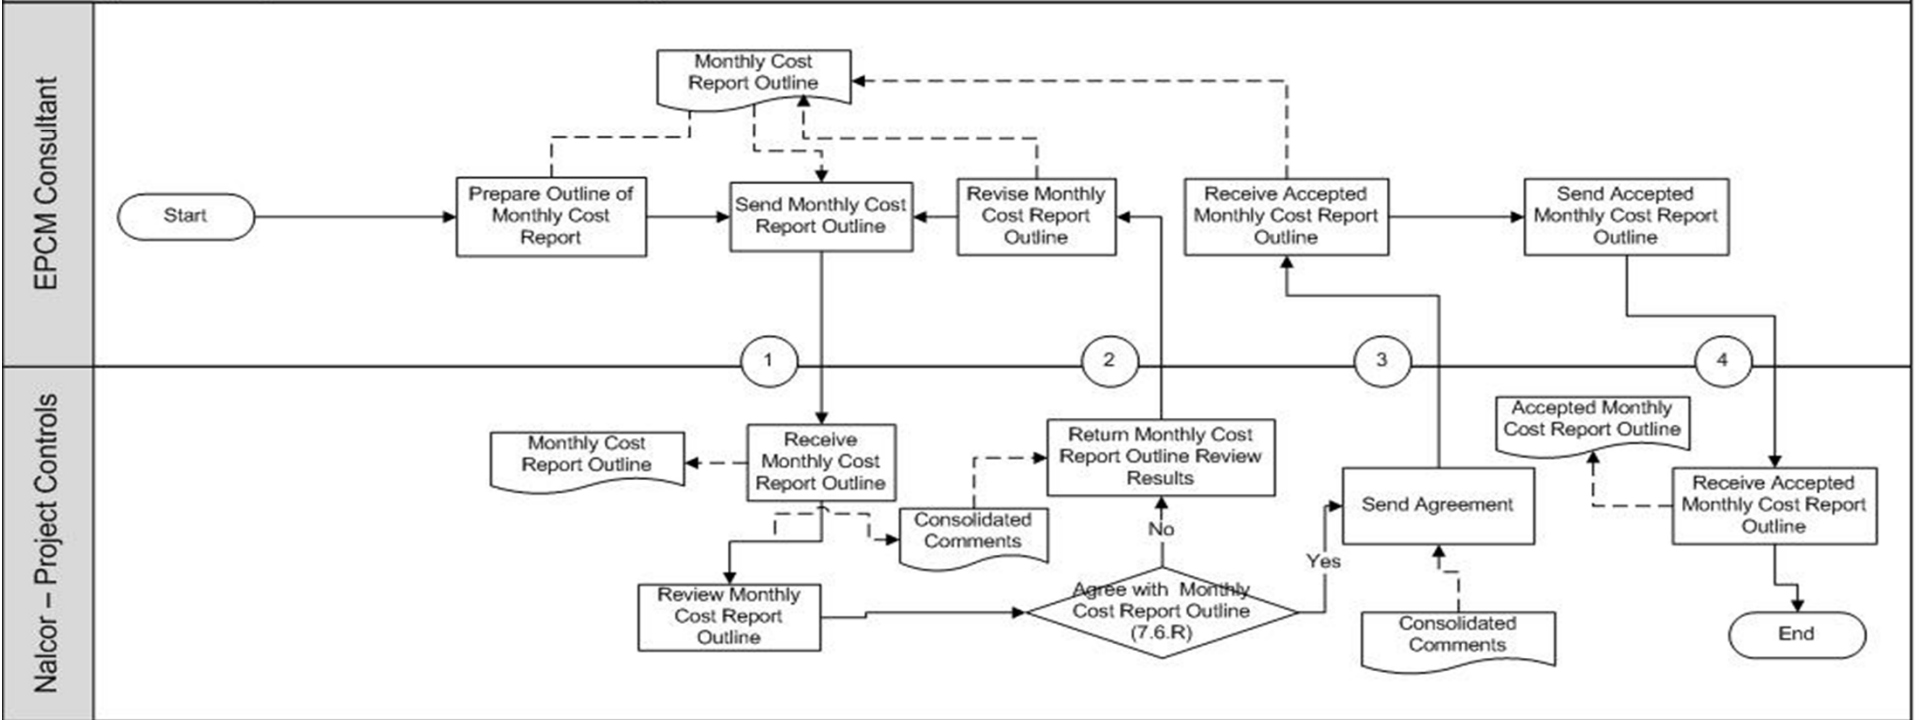 EPCM Consultant
Monthly Cost
Report Outline
Start
Prepare Outline of
Monthly Cost
Report
Send Monthly Cost
Report Outline
Revise Monthly
Cost Report
Outline
Receive Accepted
Monthly Cost Report
Outline
Send Accepted
Monthly Cost Report
Outline
1
2
3
4
Nalcor – Project Controls
Monthly Cost
Report Outline
Receive
Monthly Cost
Report Outline
Return Monthly Cost
Report Outline Review
Results
Accepted Monthly
Cost Report Outline
Consolidated
Comments
No
Send Agreement
Receive Accepted
Monthly Cost Report
Outline
Yes
Review Monthly
Cost Report
Outline
Agree with Monthly
Cost Report Outline
(7.6.R)
Consolidated
Comments
End